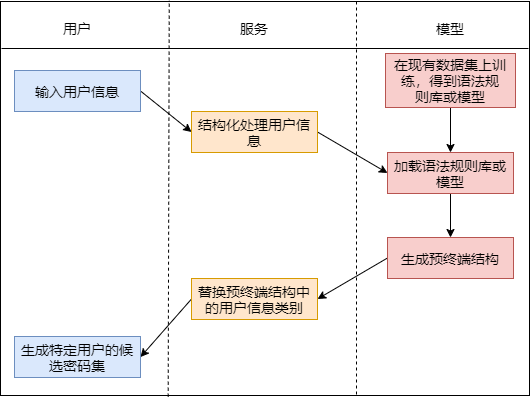 用户
服务
模型
在现有数据集上训
练，得到语法规
则库或模型
输入用户信息
结构化处理用户信
息
加载语法规则库或
模型
生成预终端结构
替换预终端结构中
的用户信息类别
生成特定用户的候
选密码集